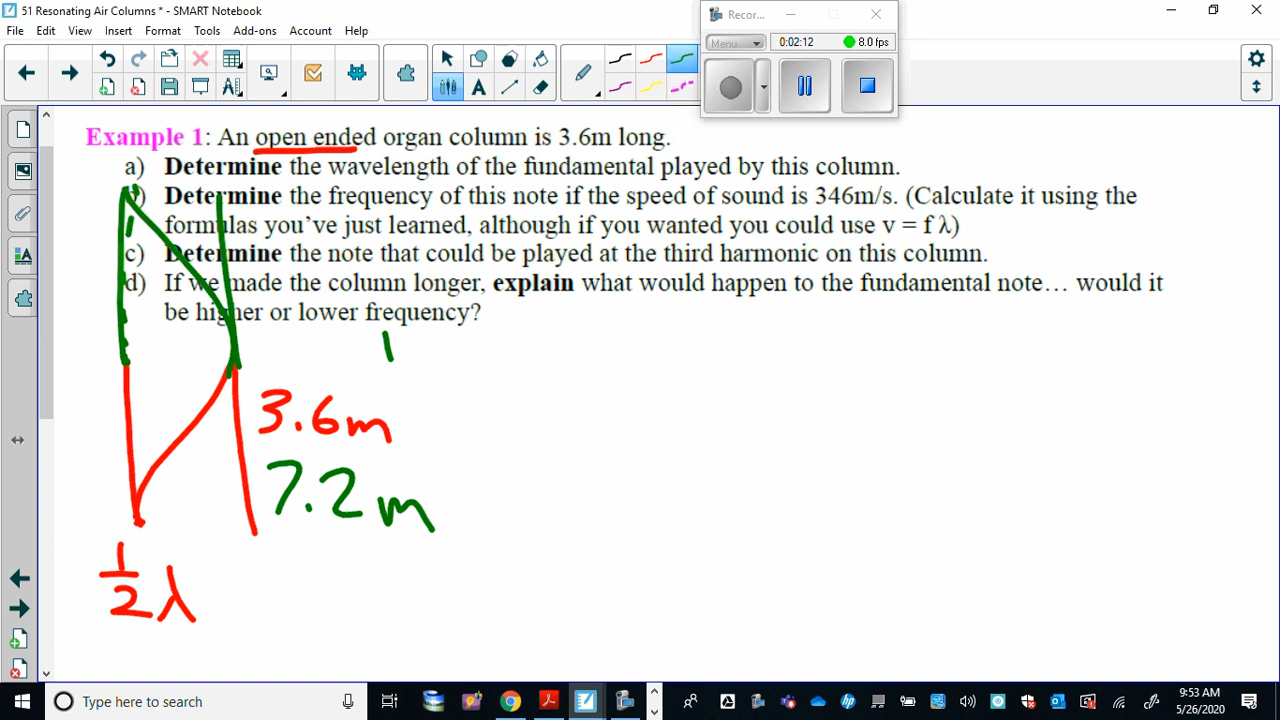 51 Resonating Air Columns * - SMART Notebook
Recor...
File Edit View Insert Format Tools Add-ons Account Help
Menu 0:02:12 8.0 fps
Example 1: An open ended organ column is 3.6m long.
a) Determine the wavelength of the fundamental played by this column.
b) Determine the frequency of this note if the speed of sound is 346m/s. (Calculate it using the
formulas you've just learned, although if you wanted you could use v = f λ)
c) Determine the note that could be played at the third harmonic on this column.
d) If we made the column longer, explain what would happen to the fundamental note… would it
be higher or lower frequency?
3.6m
7.2 m
1/2 λ
Type here to search
9:53 AM
5/26/2020